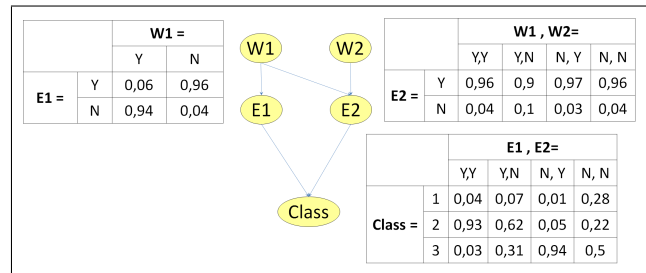 W1 =
Y N
E1 = Y 0,06 0,96
N 0,94 0,04
W1 W2
E1 E2
Class
W1 , W2=
Y,Y Y,N N, Y N, N
E2 = Y 0,96 0,9 0,97 0,96
N 0,04 0,1 0,03 0,04
E1 , E2=
Y,Y Y,N N, Y N, N
Class = 1 0,04 0,07 0,01 0,28
2 0,93 0,62 0,05 0,22
3 0,03 0,31 0,94 0,5